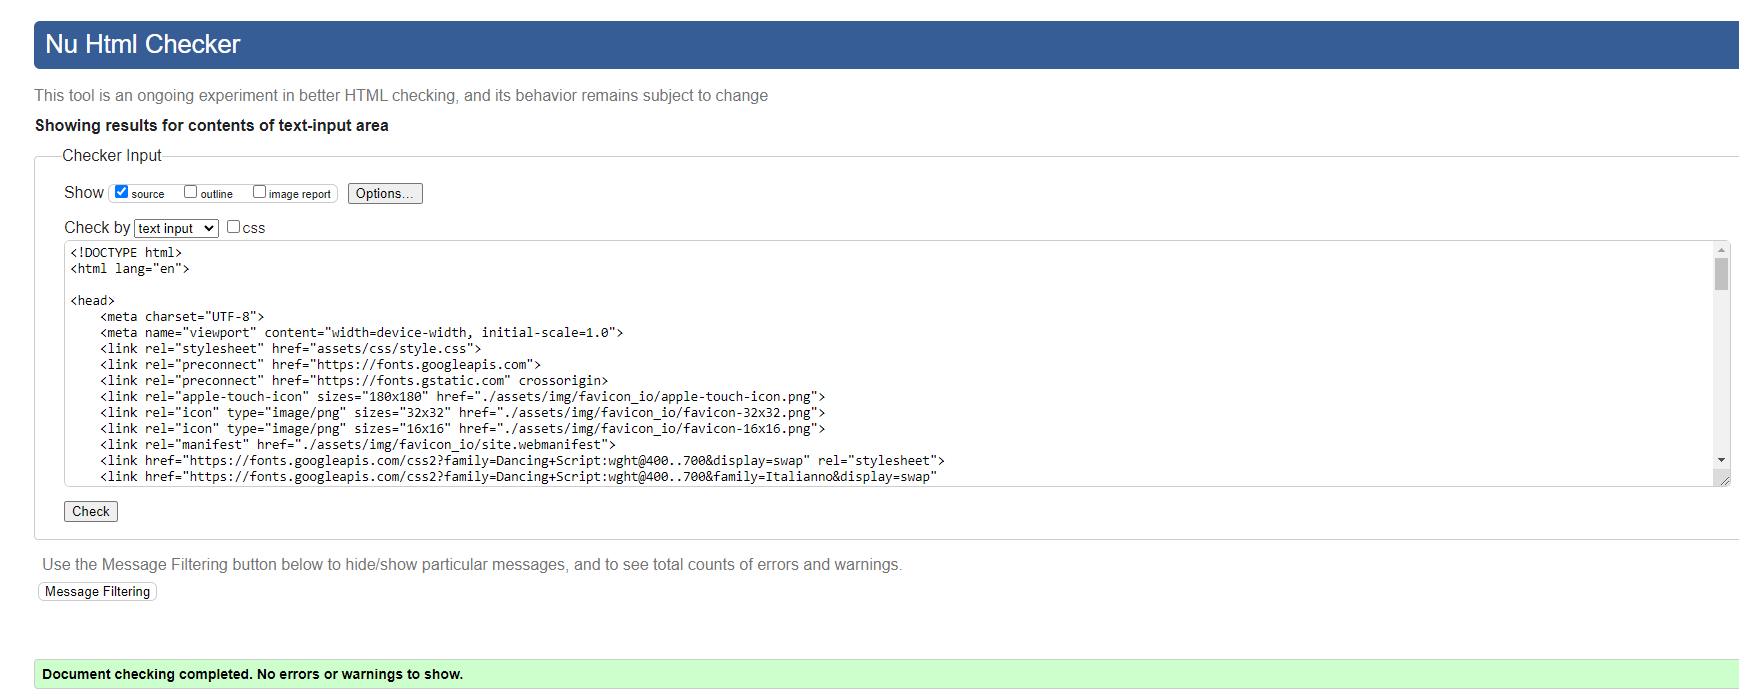 Nu Html Checker
This tool is an ongoing experiment in better HTML checking, and its behavior remains subject to change
Showing results for contents of text-input area
Checker Input
Show source outline image report Options...
Check by text input css
<!DOCTYPE html>
<html lang="en">
<head>
<meta charset="UTF-8">
<meta name="viewport" content="width=device-width, initial-scale=1.0">
<link rel="stylesheet" href="assets/css/style.css">
<link rel="preconnect" href="https://fonts.googleapis.com">
<link rel="preconnect" href="https://fonts.gstatic.com" crossorigin>
<link rel="apple-touch-icon" sizes="180x180" href="./assets/img/favicon_io/apple-touch-icon.png">
<link rel="icon" type="image/png" sizes="32x32" href="./assets/img/favicon_io/favicon-32x32.png">
<link rel="icon" type="image/png" sizes="16x16" href="./assets/img/favicon_io/favicon-16x16.png">
<link rel="manifest" href="./assets/img/favicon_io/site.webmanifest">
<link href="https://fonts.googleapis.com/css2?family=Dancing+Script:wght@400..700&display=swap" rel="stylesheet">
<link href="https://fonts.googleapis.com/css2?family=Dancing+Script:wght@400..700&family=Italianno&display=swap"
Check
Use the Message Filtering button below to hide/show particular messages, and to see total counts of errors and warnings.
Message Filtering
Document checking completed. No errors or warnings to show.